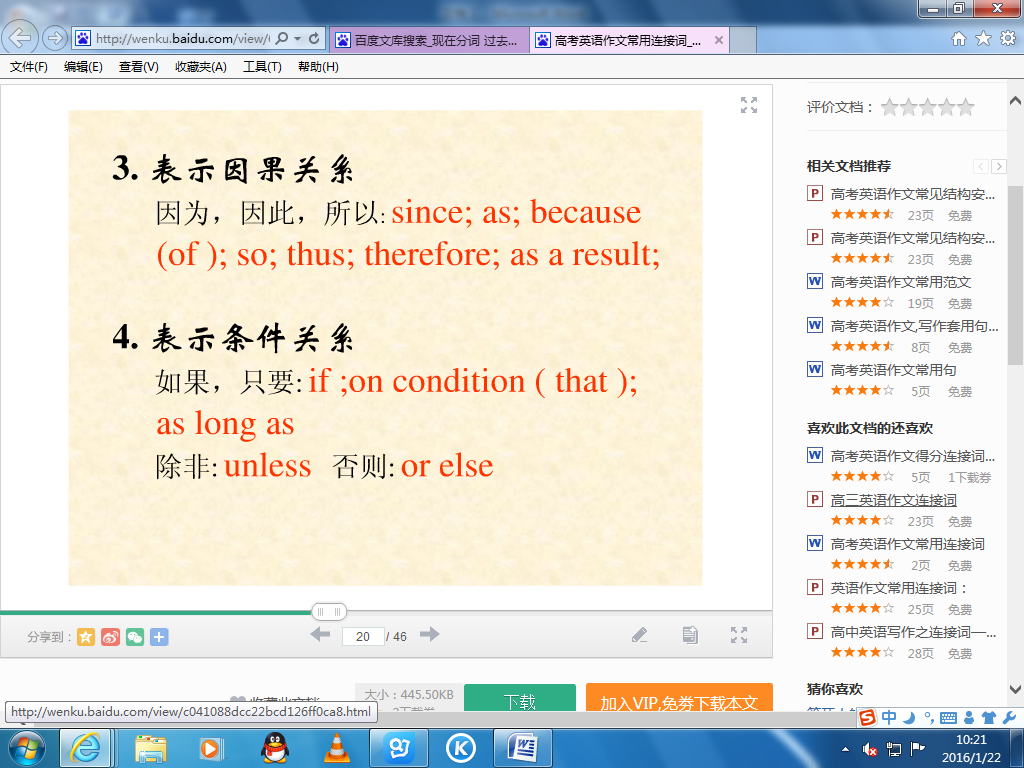 http://wenku.baidu.com/view/
百度文库搜索_现在分词 过去...
高考英语作文常用连接词_...
文件(F) 编辑(E) 查看(V) 收藏夹(A) 工具(T) 帮助(H)
3. 表示因果关系
因为，因此，所以: since; as; because
(of ); so; thus; therefore; as a result;
4. 表示条件关系
如果，只要: if ;on condition ( that );
as long as
除非: unless 否则: or else
分享到：
20 / 46
收藏此文档
大小：445.50KB
下载
加入VIP,免券下载本文
http://wenku.baidu.com/view/c041088dcc22bcd126ff0ca8.html
评价文档：
相关文档推荐
高考英语作文常见结构安...
23页 免费
高考英语作文常见结构安...
23页 免费
高考英语作文常用范文
19页 免费
高考英语作文,写作套用句...
8页 免费
高考英语作文常用句
5页 免费
喜欢此文档的还喜欢
高考英语作文得分连接词...
5页 1下载券
高三英语作文连接词
23页 免费
高考英语作文常用连接词
2页 免费
英语作文常用连接词：
25页 免费
高中英语写作之连接词—...
28页 免费
猜你喜欢
中
10:21
2016/1/22